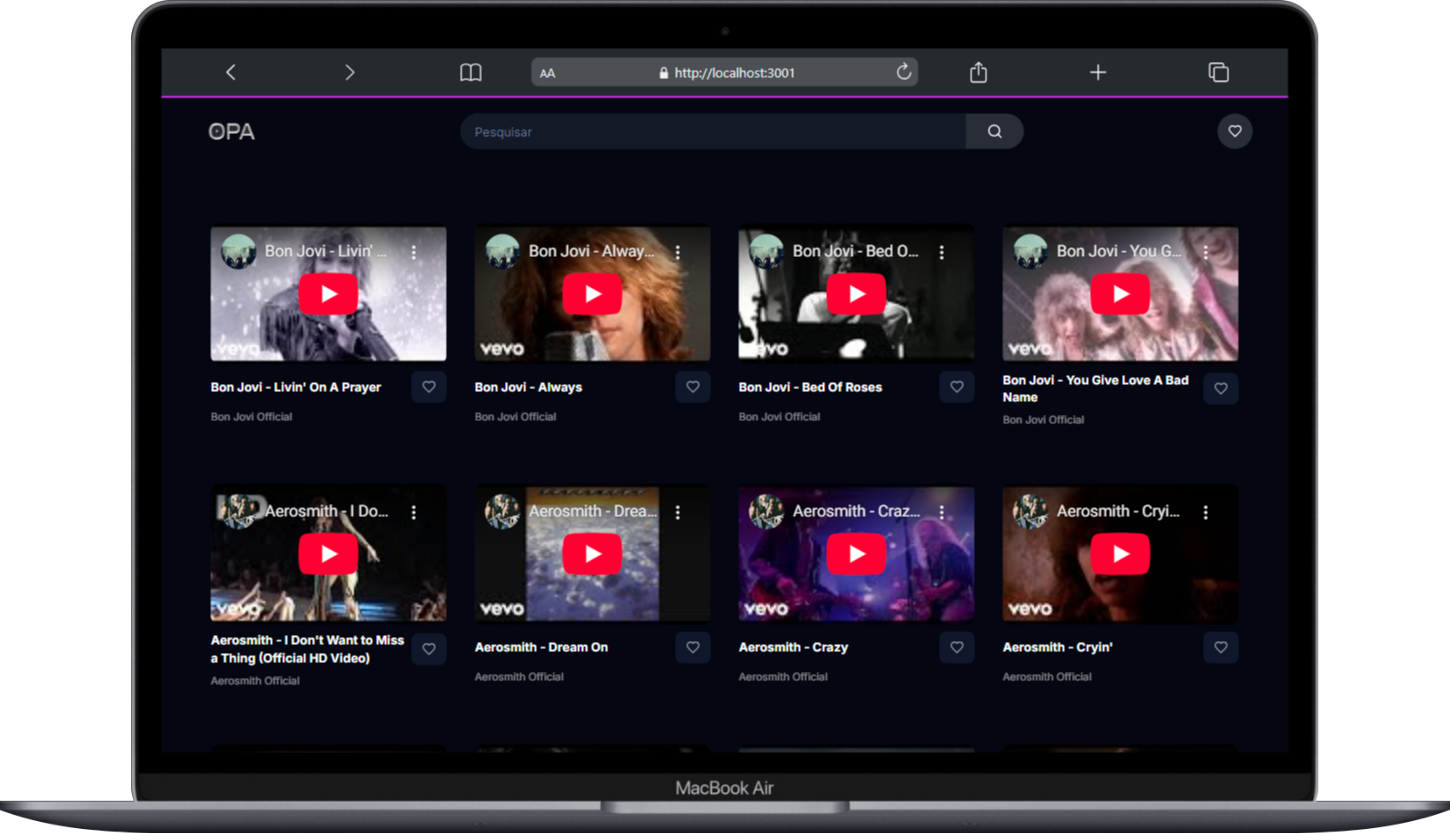 AA
http://localhost:3001
OPA
Pesquisar
Bon Jovi - Livin' ...
Bon Jovi - Alway...
Bon Jovi - Bed O...
Bon Jovi - You G...
vevo
vevo
vevo
vevo
Bon Jovi - Livin' On A Prayer
Bon Jovi - Always
Bon Jovi - Bed Of Roses
Bon Jovi - You Give Love A Bad
Name
Bon Jovi Official
Bon Jovi Official
Bon Jovi Official
Bon Jovi Official
HD
Aerosmith - I Do...
Aerosmith - Drea...
Aerosmith - Craz...
Aerosmith - Cryi...
vevo
vevo
vevo
vevo
Aerosmith - I Don't Want to Miss
a Thing (Official HD Video)
Aerosmith - Dream On
Aerosmith - Crazy
Aerosmith - Cryin'
Aerosmith Official
Aerosmith Official
Aerosmith Official
Aerosmith Official
MacBook Air